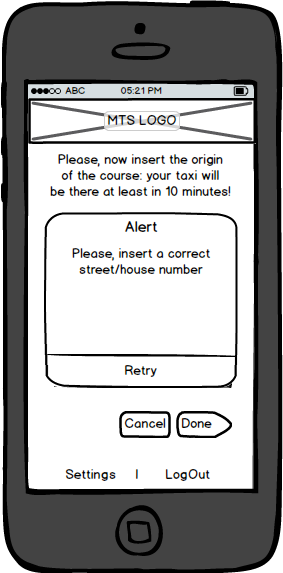 ABC 05:21 PM
MTS LOGO
Please, now insert the origin
of the course: your taxi will
be there at least in 10 minutes!
Alert
Please, insert a correct
street/house number
Retry
Cancel Done
Settings | LogOut